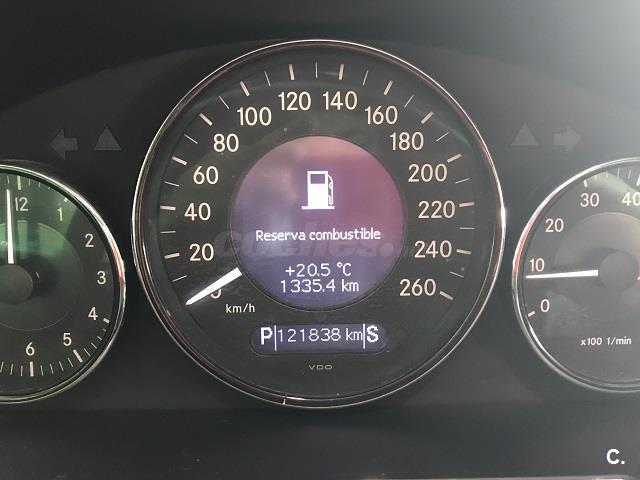 100 120 140 160
80 180
60 200
40 220
20 240
0 260
km/h
Reserva combustible
+20.5 °C
1335.4 km
P 121838 km S
VDO
12
1
2
3
4
5
6
0
10
20
30
40
x100 1/min
C.